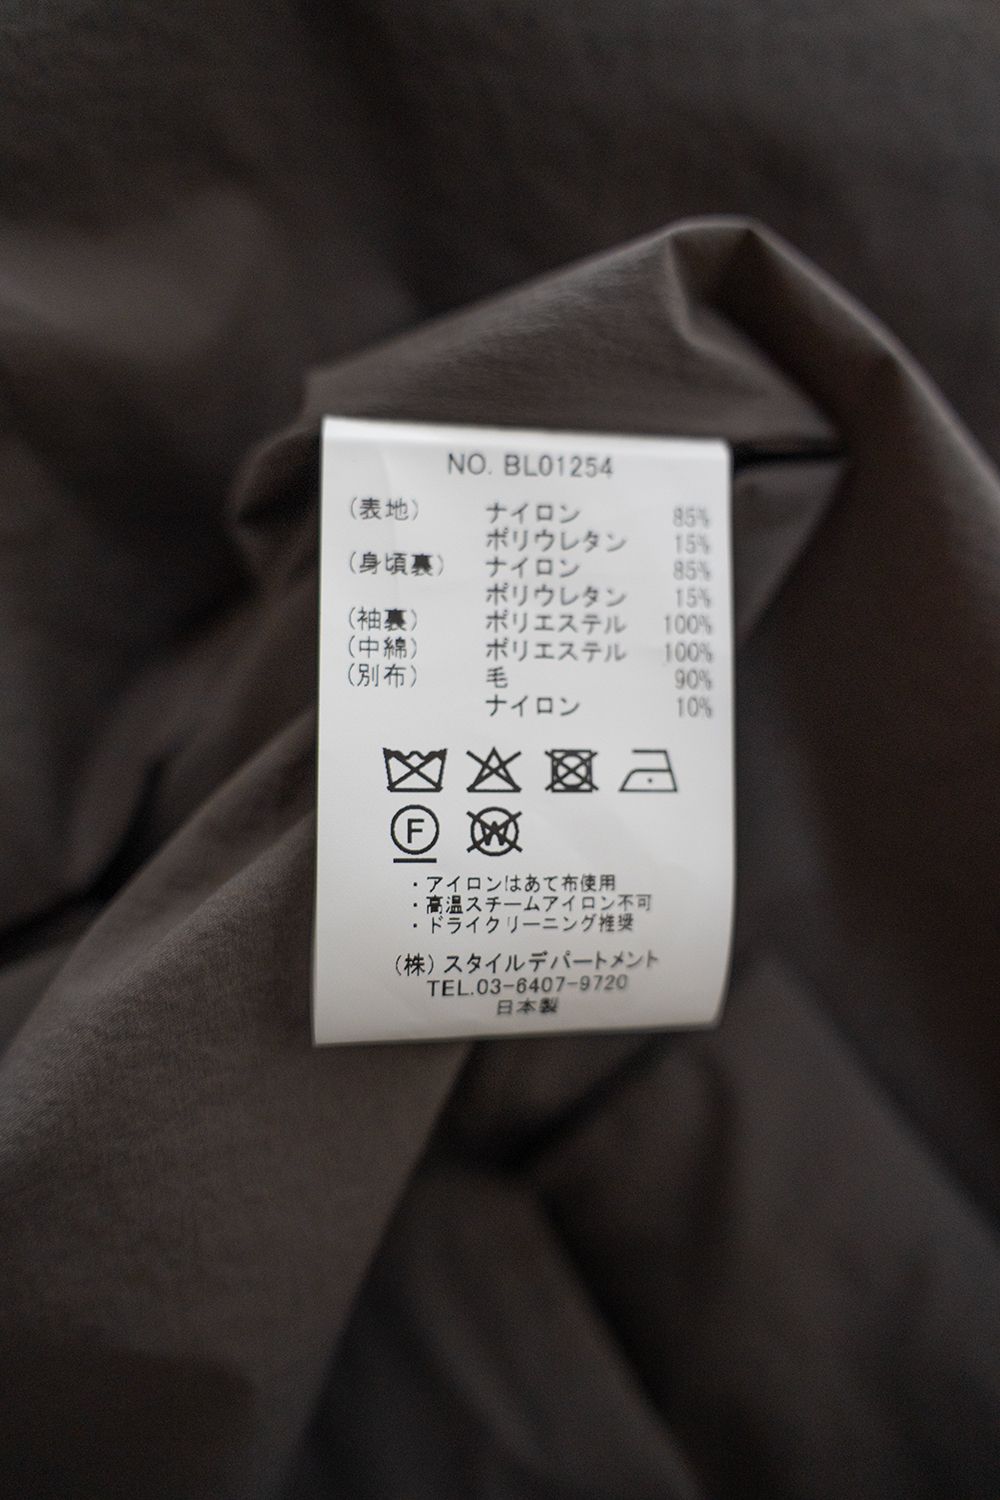 NO. BL01254
(表地) ナイロン 85%
ポリウレタン 15%
(身頃裏) ナイロン 85%
ポリウレタン 15%
(袖裏) ポリエステル 100%
(中綿) ポリエステル 100%
(別布) 毛 90%
ナイロン 10%
F W
・アイロンはあて布使用
・高温スチームアイロン不可
・ドライクリーニング推奨
(株)スタイルデパートメント
TEL.03-6407-9720
日本製